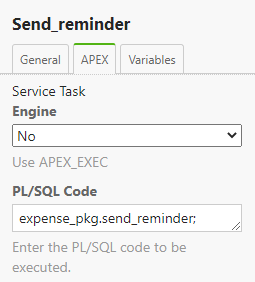 Send_reminder
General APEX Variables
Service Task
Engine
No
Use APEX_EXEC
PL/SQL Code
expense_pkg.send_reminder;
Enter the PL/SQL code to be
executed.